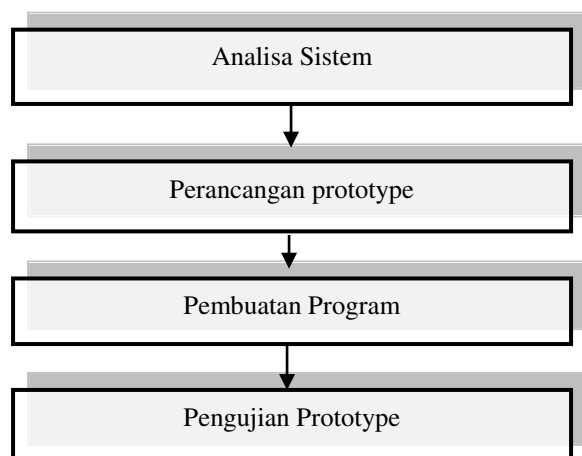 Analisa Sistem
Perancangan prototype
Pembuatan Program
Pengujian Prototype